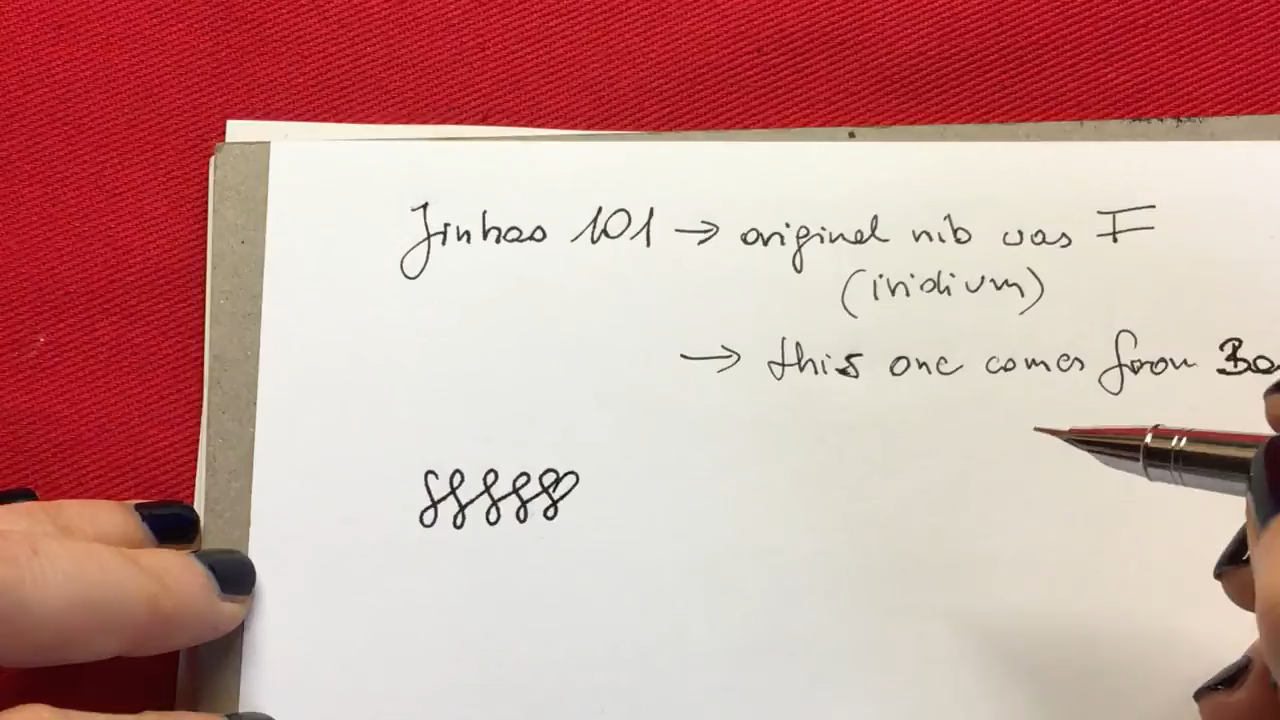 Jinhao 101 → original nib was F
(iridium)
→ this one comes from